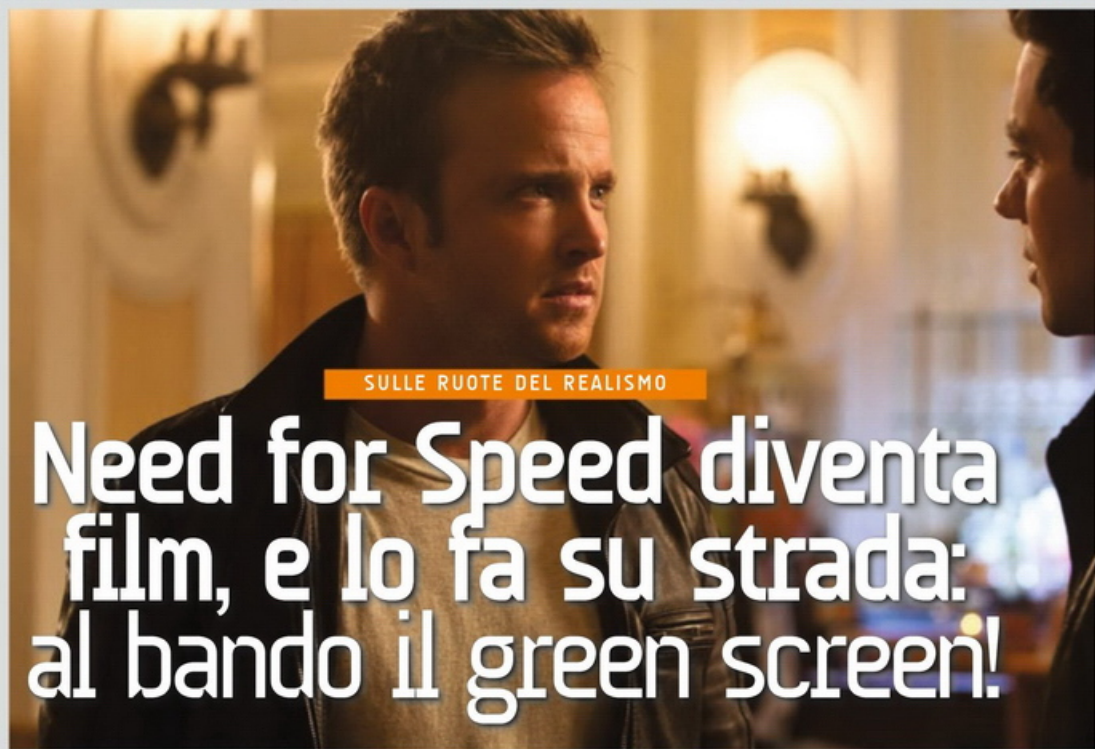 SULLE RUOTE DEL REALISMO
Need for Speed diventa
film, e lo fa su strada:
al bando il green screen!